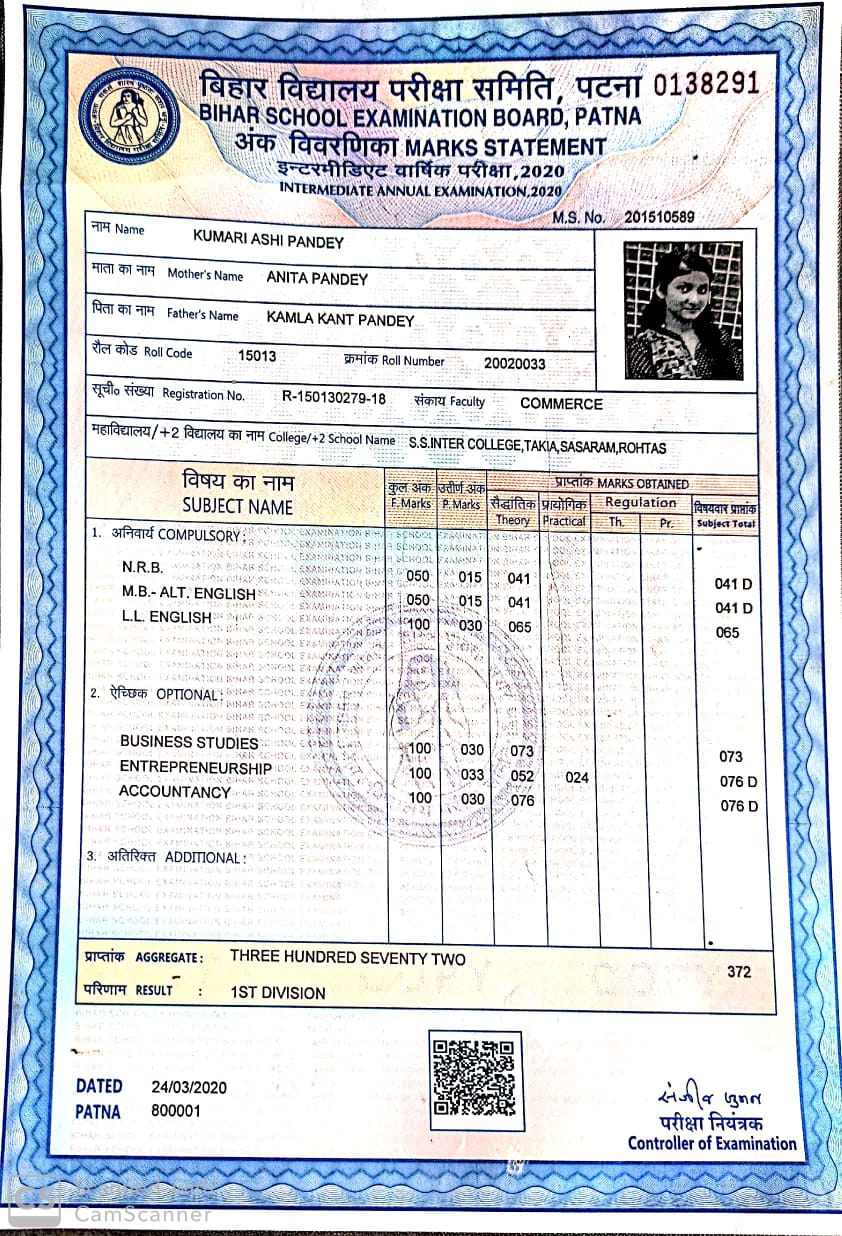 बिहार विद्यालय परीक्षा समिति, पटना 0138291
BIHAR SCHOOL EXAMINATION BOARD, PATNA
अंक विवरणिका MARKS STATEMENT
इन्टरमीडिएट वार्षिक परीक्षा,2020
INTERMEDIATE ANNUAL EXAMINATION,2020
M.S. No. 201510589
नाम Name KUMARI ASHI PANDEY
माता का नाम Mother's Name ANITA PANDEY
पिता का नाम Father's Name KAMLA KANT PANDEY
रौल कोड Roll Code 15013 क्रमांक Roll Number 20020033
सूची० संख्या Registration No. R-150130279-18 संकाय Faculty COMMERCE
महाविद्यालय/+2 विद्यालय का नाम College/+2 School Name S.S.INTER COLLEGE,TAKIA,SASARAM,ROHTAS
विषय का नाम कुल अंक उत्तीर्ण अंक प्राप्तांक MARKS OBTAINED
SUBJECT NAME F.Marks P.Marks सैद्धांतिक प्रायोगिक Regulation विषयवार प्राप्तांक
Theory Practical Th. Pr. Subject Total
1. अनिवार्य COMPULSORY:
N.R.B. 050 015 041 041 D
M.B.- ALT. ENGLISH 050 015 041 041 D
L.L. ENGLISH 100 030 065 065
2. ऐच्छिक OPTIONAL:
BUSINESS STUDIES 100 030 073 073
ENTREPRENEURSHIP 100 033 052 024 076 D
ACCOUNTANCY 100 030 076 076 D
3. अतिरिक्त ADDITIONAL:
प्राप्तांक AGGREGATE: THREE HUNDRED SEVENTY TWO 372
परिणाम RESULT : 1ST DIVISION
DATED 24/03/2020
PATNA 800001
परीक्षा नियंत्रक
Controller of Examination
CS
CamScanner